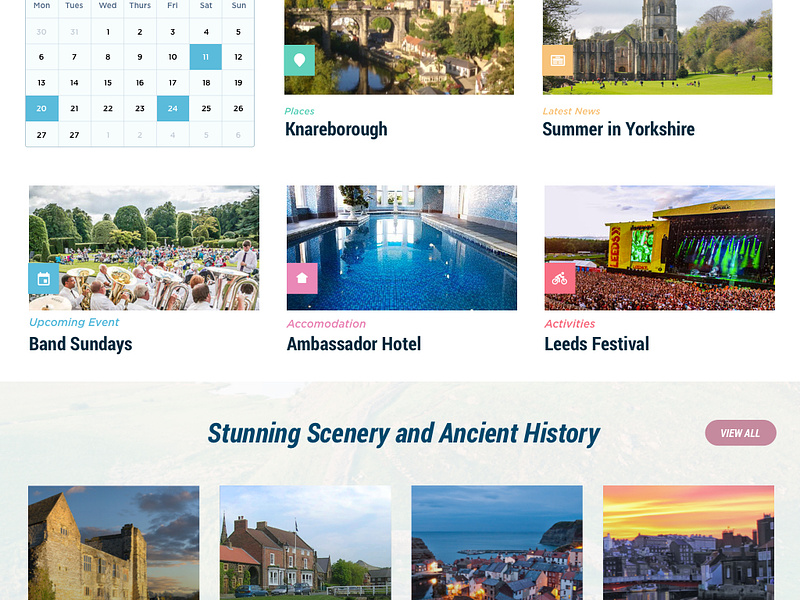 Mon Tues Wed Thurs Fri Sat Sun
30 31 1 2 3 4 5
6 7 8 9 10 11 12
13 14 15 16 17 18 19
20 21 22 23 24 25 26
27 27 1 2 4 5 6
Places
Knareborough
Latest News
Summer in Yorkshire
Upcoming Event
Band Sundays
Accomodation
Ambassador Hotel
LEEDS
Activities
Leeds Festival
Stunning Scenery and Ancient History
VIEW ALL